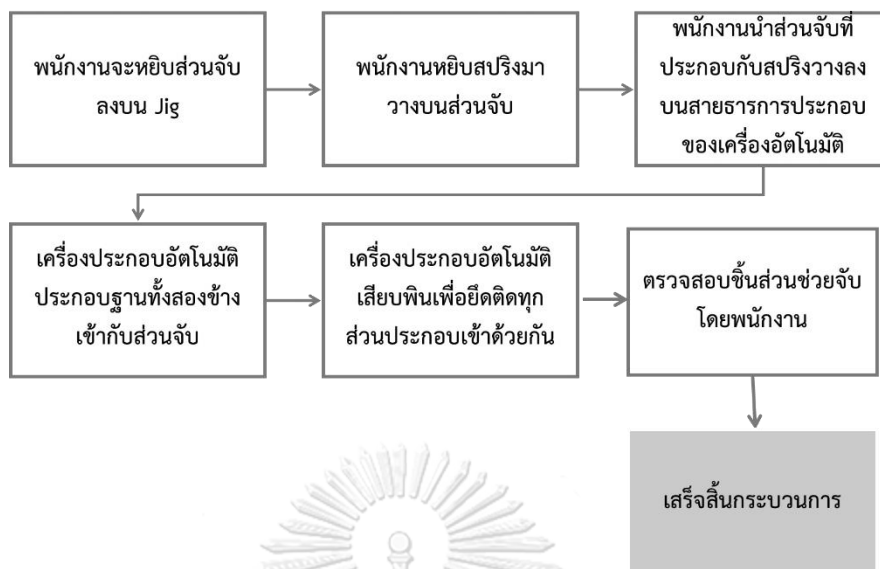 พนักงานจะหยิบส่วนจับ
ลงบน Jig
พนักงานหยิบสปริงมา
วางบนส่วนจับ
พนักงานนำส่วนจับที่
ประกอบกับสปริงวางลง
บนสายธารการประกอบ
ของเครื่องอัตโนมัติ
เครื่องประกอบอัตโนมัติ
ประกอบฐานทั้งสองข้าง
เข้ากับส่วนจับ
เครื่องประกอบอัตโนมัติ
เสียบพินเพื่อยึดติดทุก
ส่วนประกอบเข้าด้วยกัน
ตรวจสอบชิ้นส่วนช่วยจับ
โดยพนักงาน
เสร็จสิ้นกระบวนการ